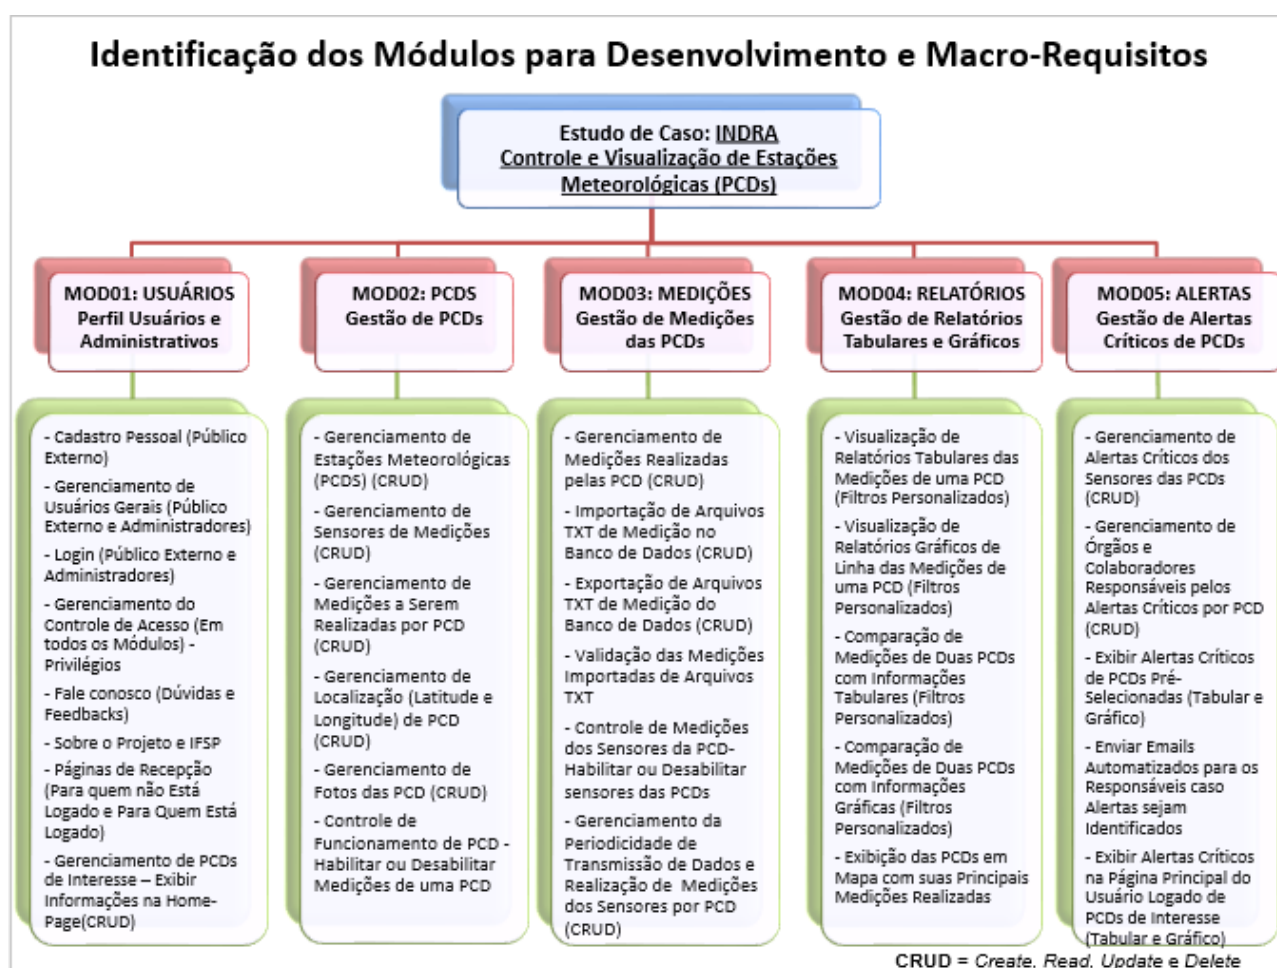 Identificação dos Módulos para Desenvolvimento e Macro-Requisitos
Estudo de Caso: INDRA
Controle e Visualização de Estações
Meteorológicas (PCDs)
MOD01: USUÁRIOS
Perfil Usuários e
Administrativos
- Cadastro Pessoal (Público
Externo)
- Gerenciamento de
Usuários Gerais (Público
Externo e Administradores)
- Login (Público Externo e
Administradores)
- Gerenciamento do
Controle de Acesso (Em
todos os Módulos) -
Privilégios
- Fale conosco (Dúvidas e
Feedbacks)
- Sobre o Projeto e IFSP
- Páginas de Recepção
(Para quem não Está
Logado e Para Quem Está
Logado)
- Gerenciamento de PCDs
de Interesse – Exibir
Informações na Home-
Page(CRUD)
MOD02: PCDS
Gestão de PCDs
- Gerenciamento de
Estações Meteorológicas
(PCDS) (CRUD)
- Gerenciamento de
Sensores de Medições
(CRUD)
- Gerenciamento de
Medições a Serem
Realizadas por PCD
(CRUD)
- Gerenciamento de
Localização (Latitude e
Longitude) de PCD
(CRUD)
- Gerenciamento de
Fotos das PCD (CRUD)
- Controle de
Funcionamento de PCD -
Habilitar ou Desabilitar
Medições de uma PCD
MOD03: MEDIÇÕES
Gestão de Medições
das PCDs
- Gerenciamento de
Medições Realizadas
pelas PCD (CRUD)
- Importação de Arquivos
TXT de Medição no
Banco de Dados (CRUD)
- Exportação de Arquivos
TXT de Medição do
Banco de Dados (CRUD)
- Validação das Medições
Importadas de Arquivos
TXT
- Controle de Medições
dos Sensores da PCD-
Habilitar ou Desabilitar
sensores das PCDs
- Gerenciamento da
Periodicidade de
Transmissão de Dados e
Realização de Medições
dos Sensores por PCD
(CRUD)
MOD04: RELATÓRIOS
Gestão de Relatórios
Tabulares e Gráficos
- Visualização de
Relatórios Tabulares das
Medições de uma PCD
(Filtros Personalizados)
- Visualização de
Relatórios Gráficos de
Linha das Medições de
uma PCD (Filtros
Personalizados)
- Comparação de
Medições de Duas PCDs
com Informações
Tabulares (Filtros
Personalizados)
- Comparação de
Medições de Duas PCDs
com Informações
Gráficas (Filtros
Personalizados)
- Exibição das PCDs em
Mapa com suas Principais
Medições Realizadas
MOD05: ALERTAS
Gestão de Alertas
Críticos de PCDs
- Gerenciamento de
Alertas Críticos dos
Sensores das PCDs
(CRUD)
- Gerenciamento de
Órgãos e
Colaboradores
Responsáveis pelos
Alertas Críticos por PCD
(CRUD)
- Exibir Alertas Críticos
de PCDs Pré-
Selecionadas (Tabular e
Gráfico)
- Enviar Emails
Automatizados para os
Responsáveis caso
Alertas sejam
Identificados
- Exibir Alertas Críticos
na Página Principal do
Usuário Logado de
PCDs de Interesse
(Tabular e Gráfico)
CRUD = Create, Read, Update e Delete